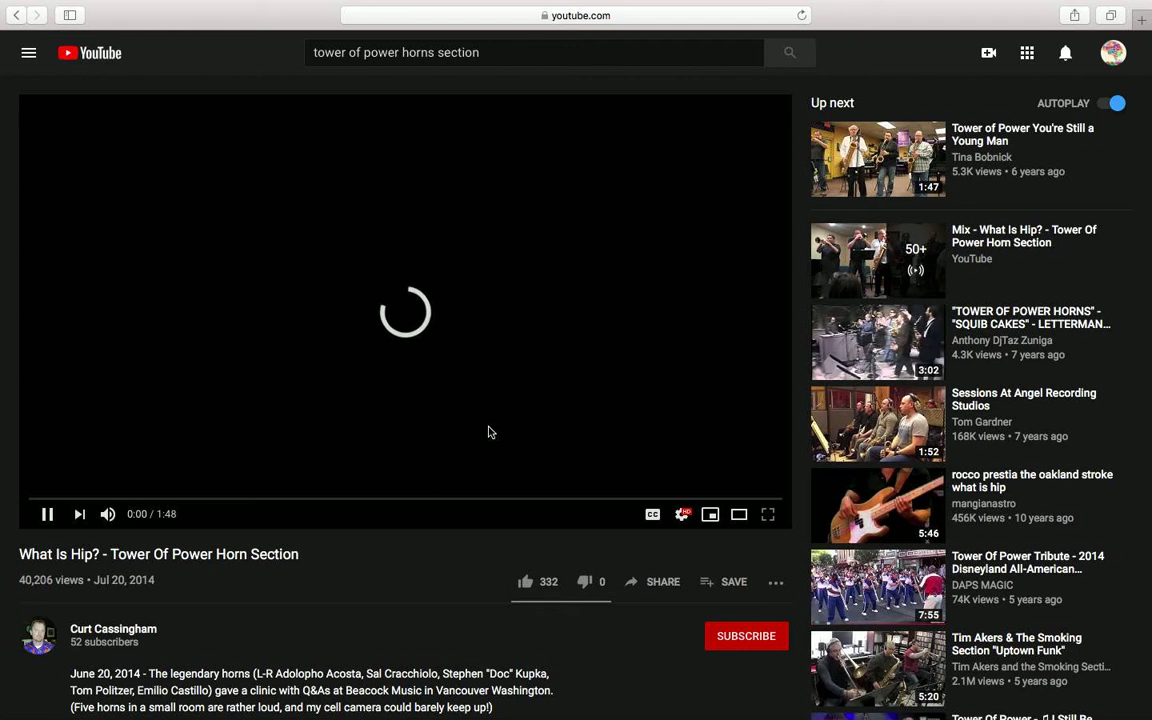 youtube.com
YouTube
tower of power horns section
Up next
AUTOPLAY
Tower of Power You're Still a
Young Man
Tina Bobnick
5.3K views • 6 years ago
1:47
Mix - What Is Hip? - Tower Of
Power Horn Section
YouTube
50+
"TOWER OF POWER HORNS" -
"SQUIB CAKES" - LETTERMAN...
Anthony DjTaz Zuniga
4.3K views • 7 years ago
3:02
Sessions At Angel Recording
Studios
Tom Gardner
168K views • 7 years ago
1:52
rocco prestia the oakland stroke
what is hip
mangianastro
456K views • 10 years ago
5:46
Tower Of Power Tribute - 2014
Disneyland All-American...
DAPS MAGIC
74K views • 5 years ago
7:55
Tim Akers & The Smoking
Section "Uptown Funk"
Tim Akers and the Smoking Secti...
2.1M views • 5 years ago
5:20
0:00 / 1:48
CC
HD
What Is Hip? - Tower Of Power Horn Section
40,206 views • Jul 20, 2014
332
0
SHARE
SAVE
Curt Cassingham
52 subscribers
SUBSCRIBE
June 20, 2014 - The legendary horns (L-R Adolopho Acosta, Sal Cracchiolo, Stephen "Doc" Kupka,
Tom Politzer, Emilio Castillo) gave a clinic with Q&As at Beacock Music in Vancouver Washington.
(Five horns in a small room are rather loud, and my cell camera could barely keep up!)